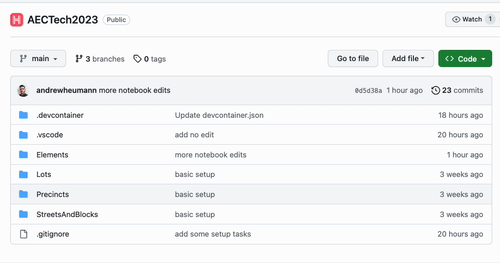 AECTech2023 Public Watch 1
main 3 branches 0 tags Go to file Add file Code
andrewheumann more notebook edits 0d5d38a 1 hour ago 23 commits
.devcontainer Update devcontainer.json 18 hours ago
.vscode add no edit 20 hours ago
Elements more notebook edits 1 hour ago
Lots basic setup 3 weeks ago
Precincts basic setup 3 weeks ago
StreetsAndBlocks basic setup 3 weeks ago
.gitignore add some setup tasks 20 hours ago